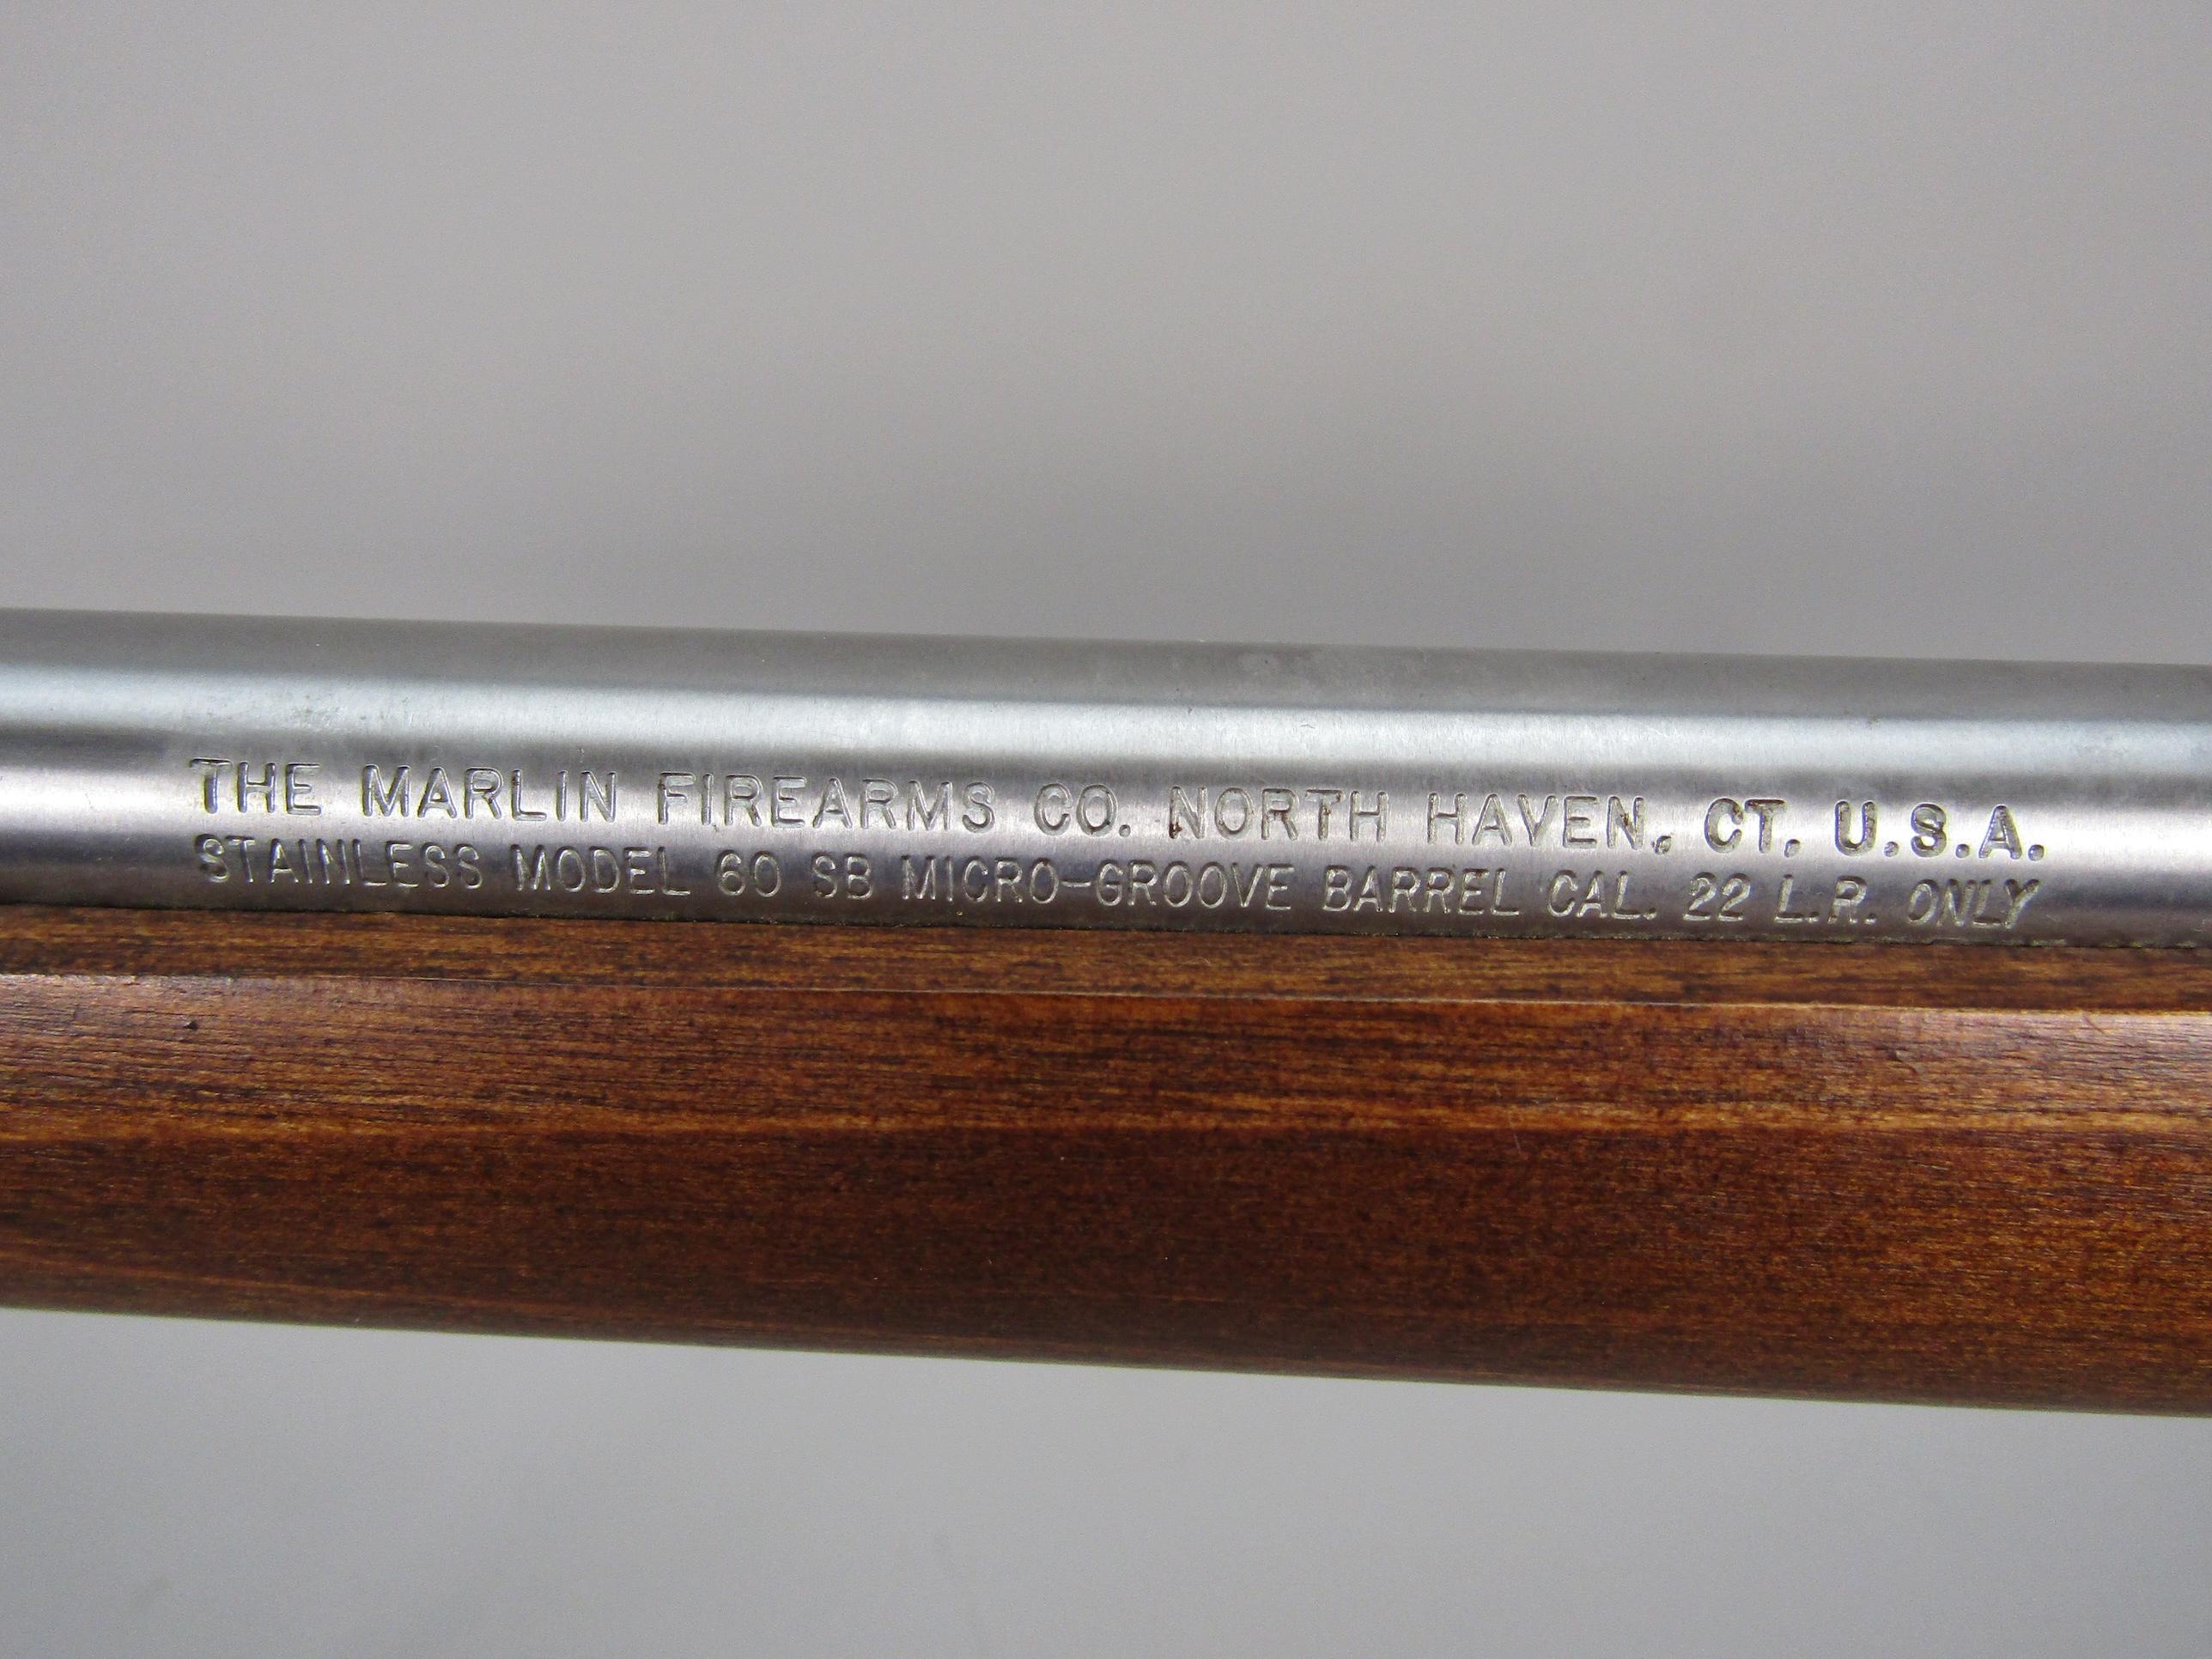 THE MARLIN FIREARMS CO. NORTH HAVEN, CT. U.S.A.
STAINLESS MODEL 60 SB MICRO-GROOVE BARREL CAL. 22 L.R. ONLY